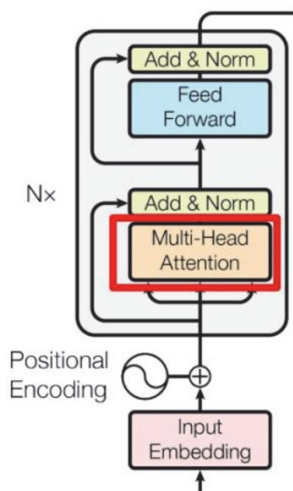 Add & Norm
Feed
Forward
N×
Add & Norm
Multi-Head
Attention
Positional
Encoding
Input
Embedding